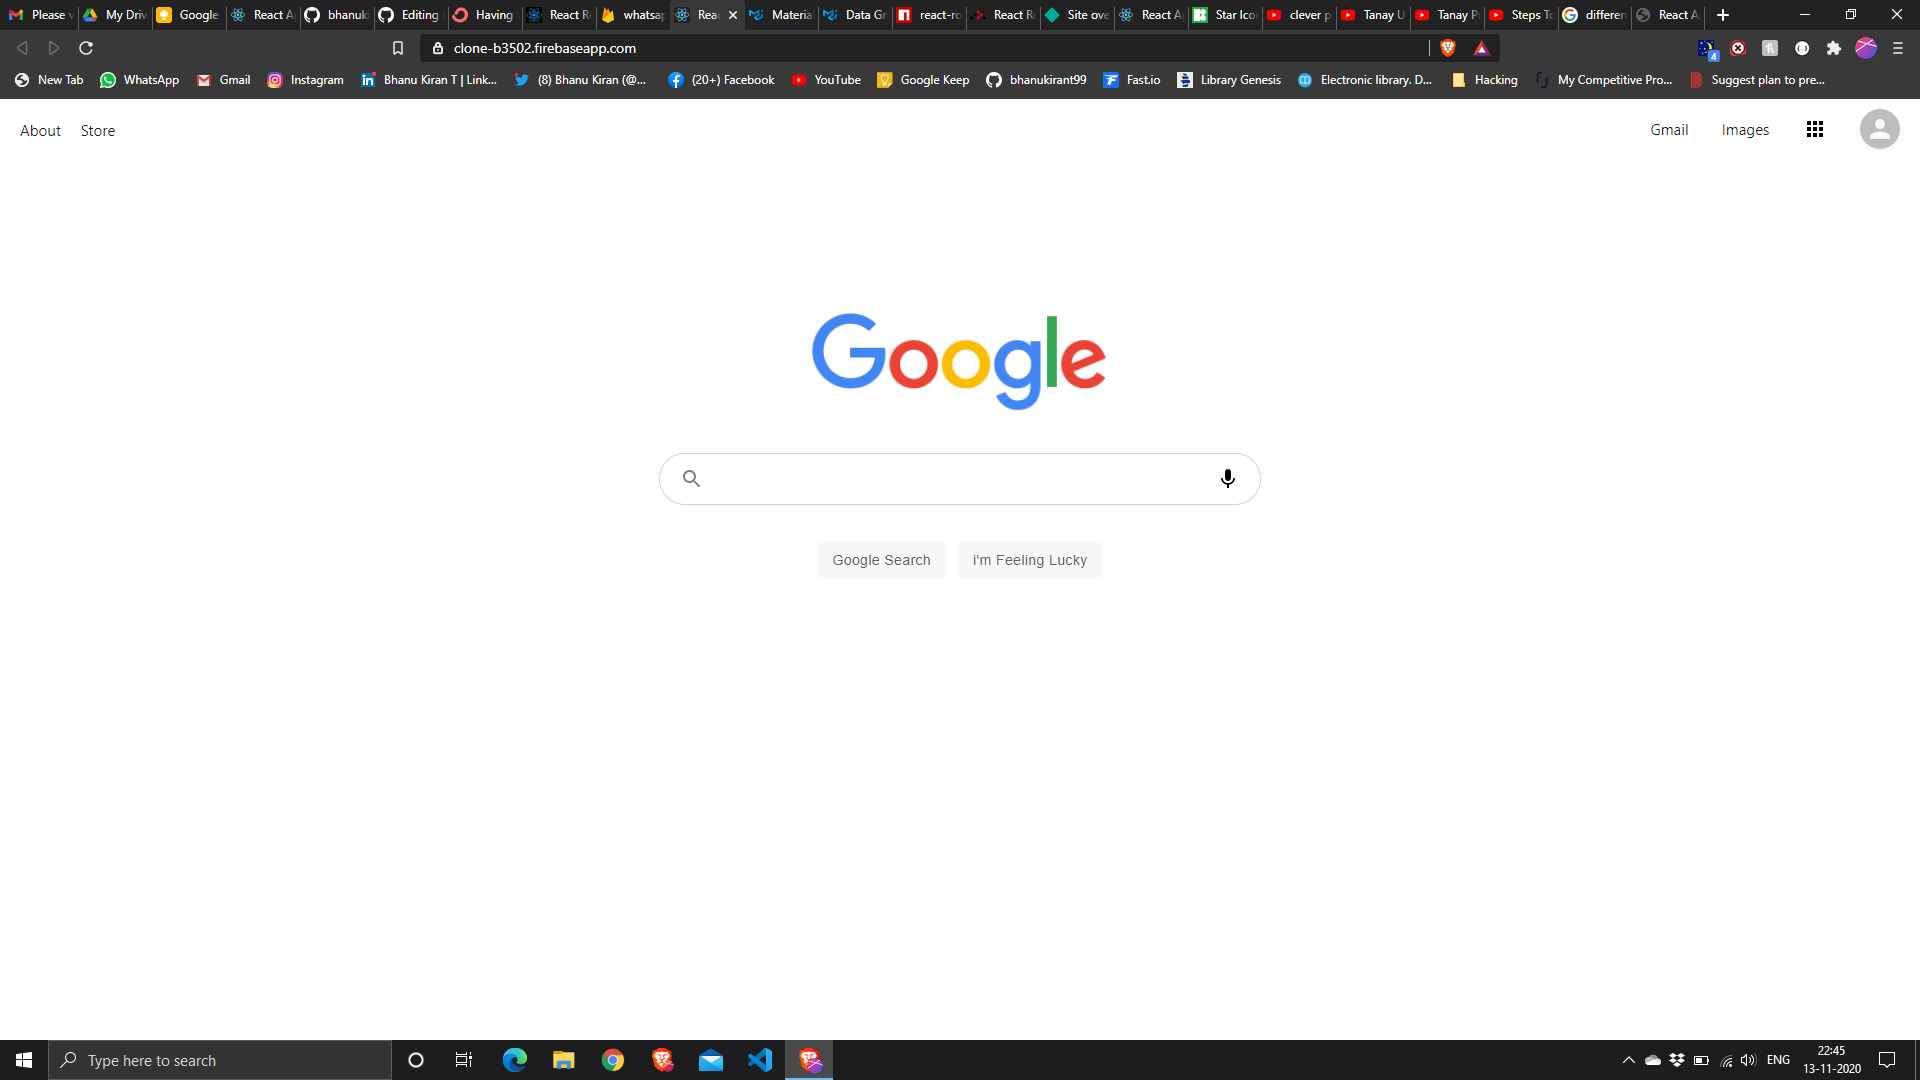 Please My Driv Google React A bhanuki Editing Having React R whatsap Reac Materia Data Gr react-ro React R Site ove React A Star Ico clever p Tanay U Tanay P Steps To differen React A
clone-b3502.firebaseapp.com
4
New Tab WhatsApp Gmail Instagram Bhanu Kiran T | Link... (8) Bhanu Kiran (@... (20+) Facebook YouTube Google Keep bhanukirant99 Fast.io Library Genesis Electronic library. D... Hacking My Competitive Pro... Suggest plan to pre...
About Store Gmail Images
Google
Google Search i'm Feeling Lucky
Type here to search ENG 22:45
13-11-2020